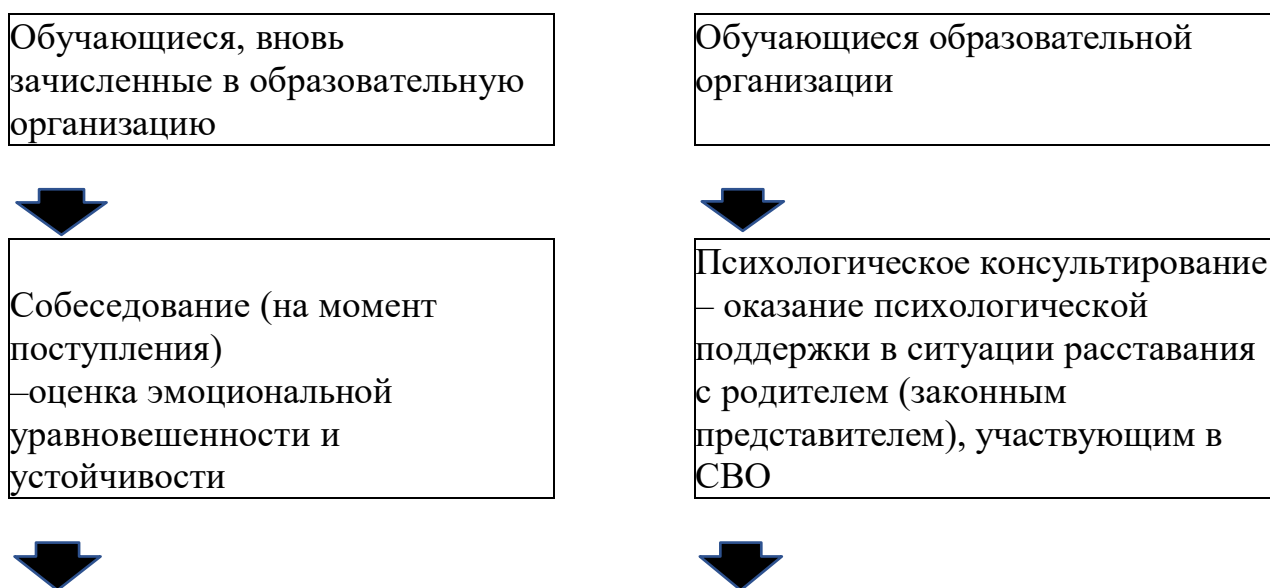 Обучающиеся, вновь
зачисленные в образовательную
организацию
Обучающиеся образовательной
организации
Собеседование (на момент
поступления)
–оценка эмоциональной
уравновешенности и
устойчивости
Психологическое консультирование
– оказание психологической
поддержки в ситуации расставания
с родителем (законным
представителем), участвующим в
СВО